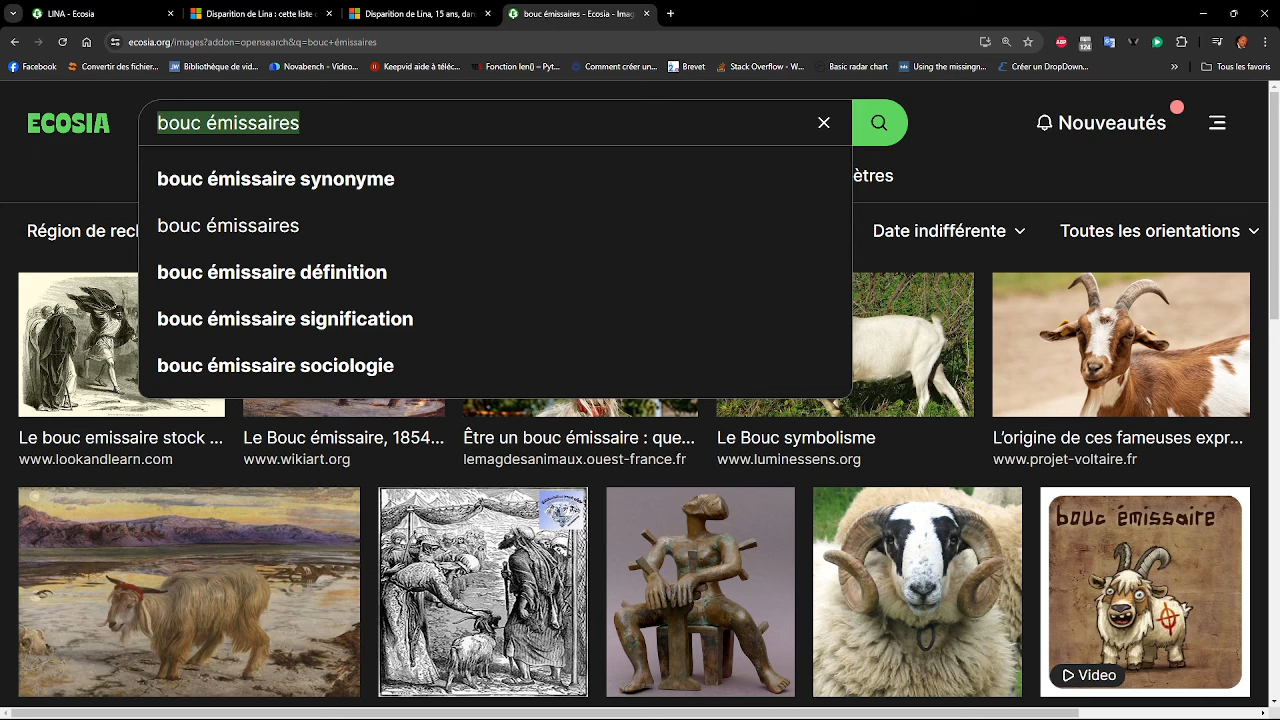 LINA - Ecosia
Disparition de Lina : cette liste c
Disparition de Lina, 15 ans, dan
bouc émissaires - Ecosia - Imag
ecosia.org/images?addon=opensearch&q=bouc+émissaires
124
Facebook
Convertir des fichier...
Bibliothèque de vid...
Novabench - Video...
Keepvid aide à téléc...
Fonction len() – Pyt...
Comment créer un...
Brevet
Stack Overflow - W...
Basic radar chart
Using the missingn...
Créer un DropDown...
»
Tous les favoris
ECOSIA
bouc émissaires
Nouveautés
bouc émissaire synonyme
ètres
bouc émissaires
Région de rech
Date indifférente
Toutes les orientations
bouc émissaire définition
bouc émissaire signification
bouc émissaire sociologie
Le bouc emissaire stock ...
Le Bouc émissaire, 1854...
Être un bouc émissaire : que...
Le Bouc symbolisme
L'origine de ces fameuses expr...
www.lookandlearn.com
www.wikiart.org
lemagdesanimaux.ouest-france.fr
www.luminessens.org
www.projet-voltaire.fr
bouc émissaire
Video